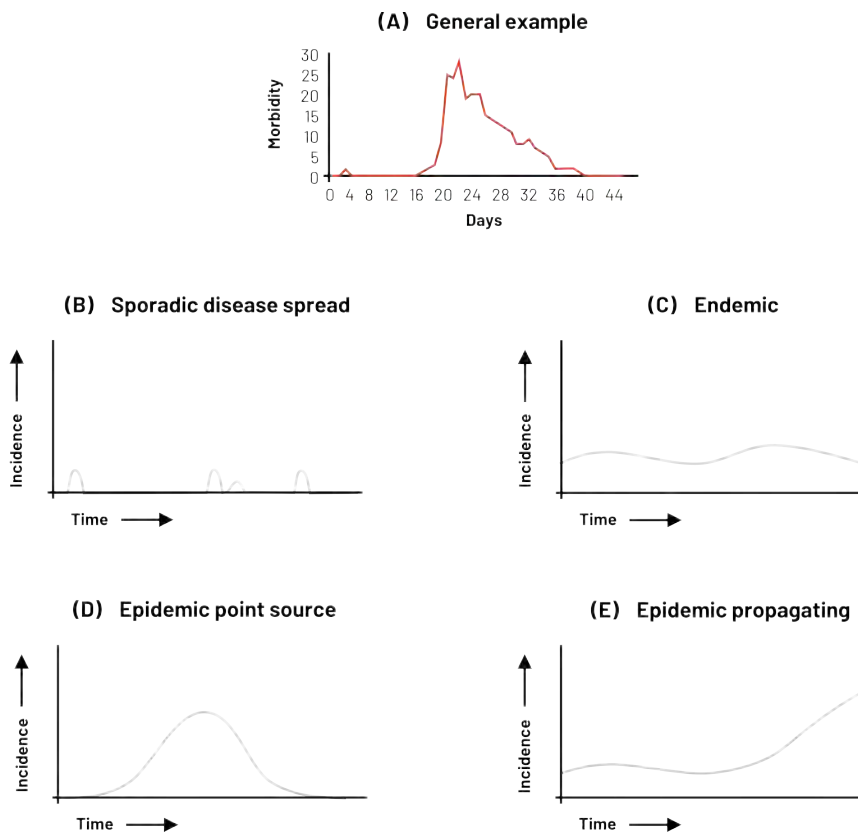 (A) General example
Morbidity
30
25
20
15
10
5
0
0 4 8 12 16 20 24 28 32 36 40 44
Days
(B) Sporadic disease spread
Incidence
Time
(C) Endemic
Incidence
Time
(D) Epidemic point source
Incidence
Time
(E) Epidemic propagating
Incidence
Time